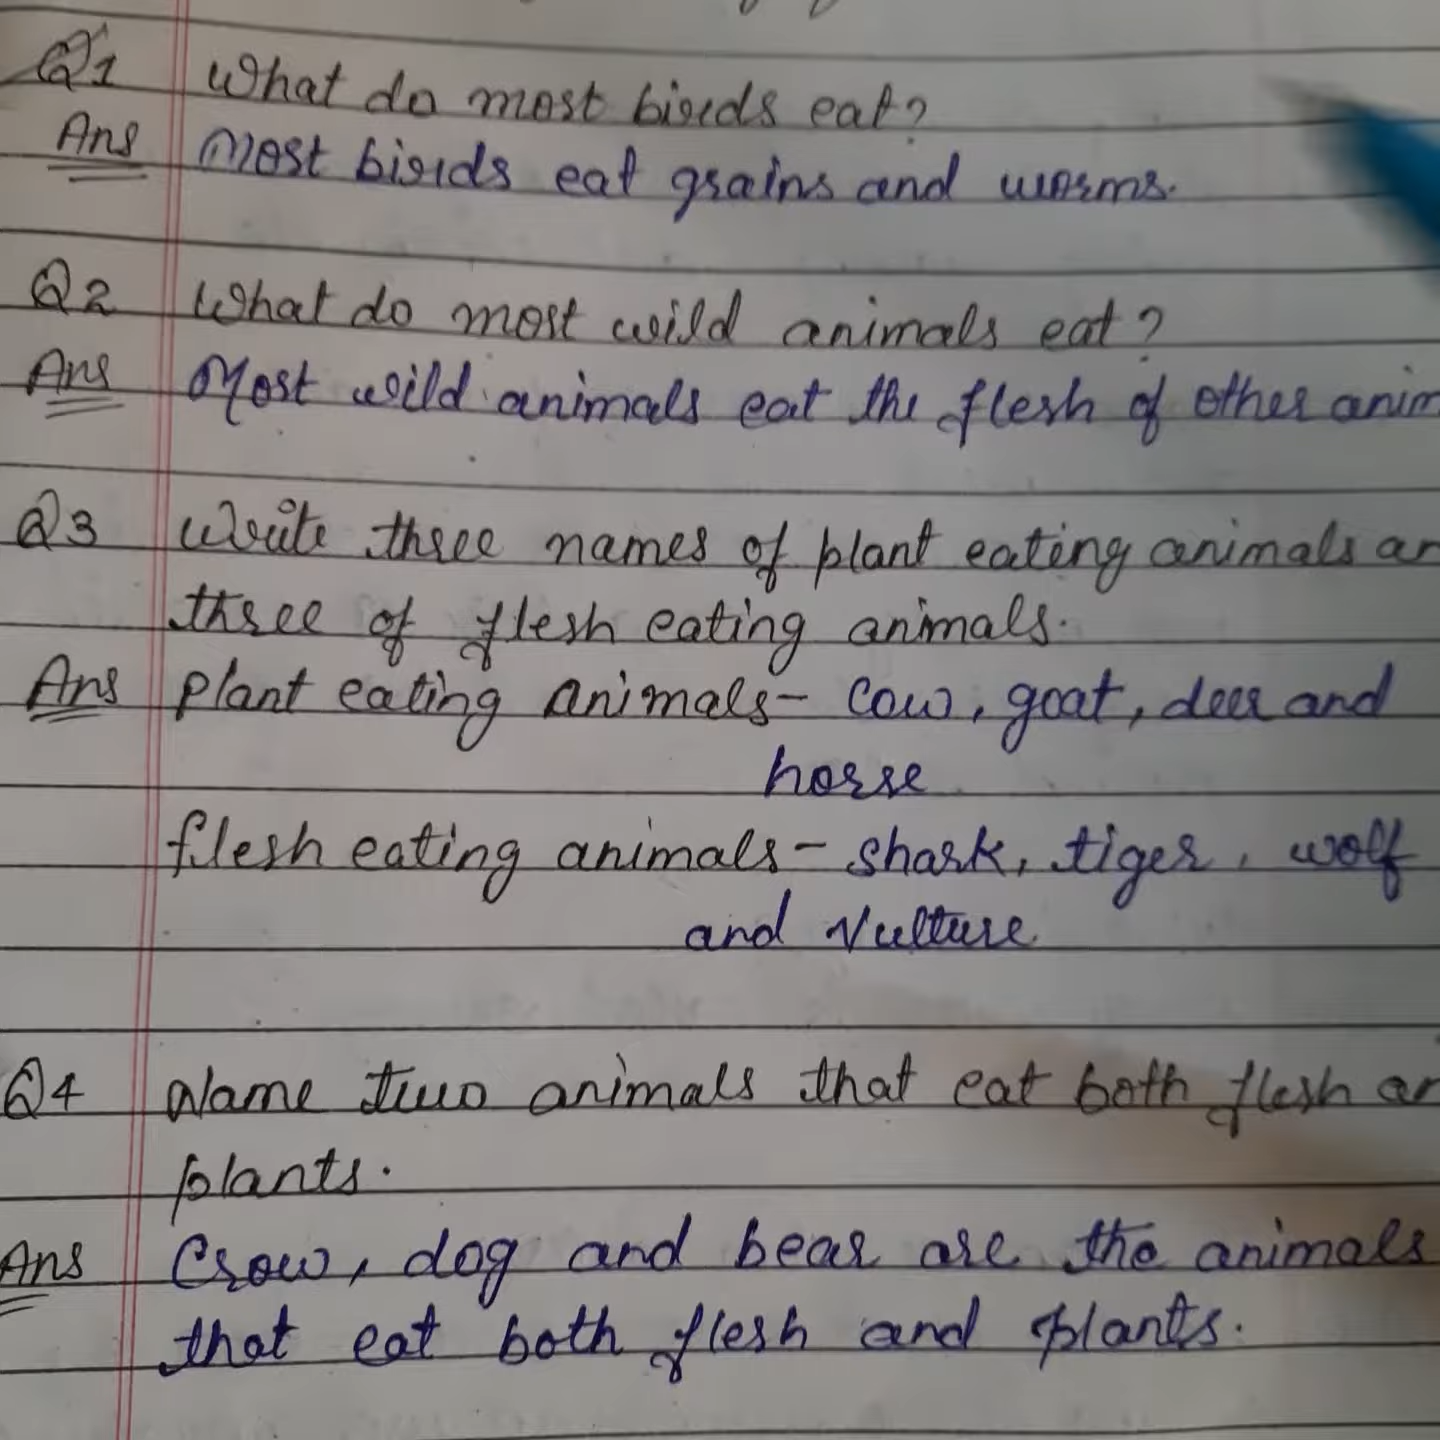 Q1 What do most birds eat?
Ans Most birds eat grains and worms.
Q2 What do most wild animals eat?
Ans Most wild animals eat the flesh of other anim
Q3 Write three names of plant eating animals an
three of flesh eating animals.
Ans Plant eating animals- Cow, goat, deer and
horse
flesh eating animals- shark, tiger, wolf
and Vulture.
Q4 Name two animals that eat both flesh an
plants.
Ans Crow, dog and bear are the animals
that eat both flesh and plants.